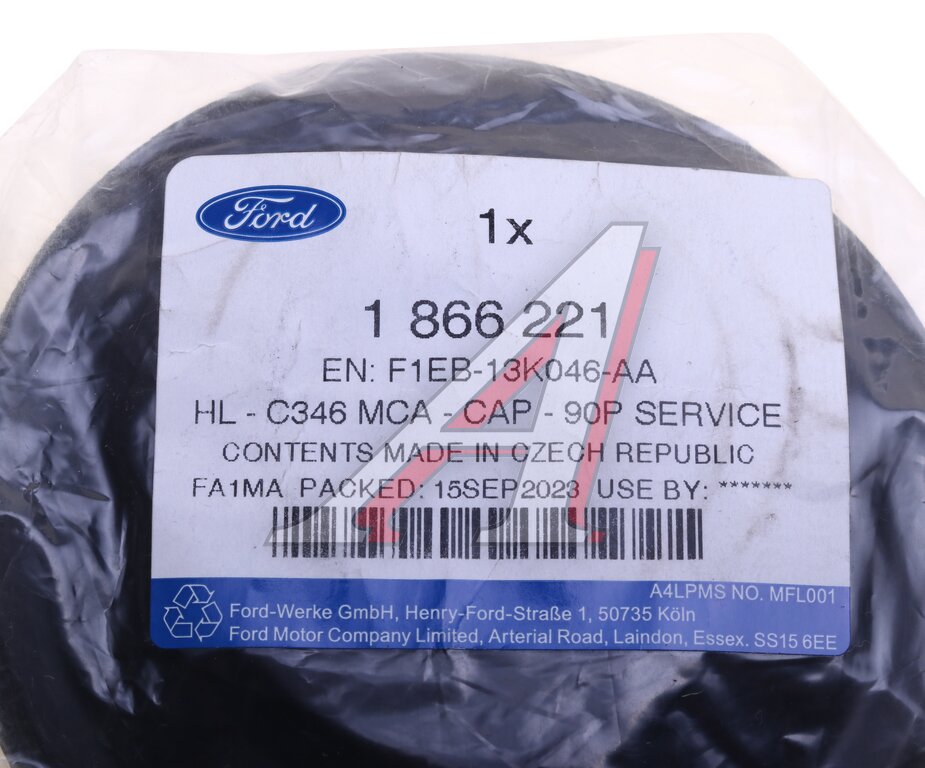 Ford
1x
1 866 221
EN: F1EB-13K046-AA
HL - C346 MCA - CAP - 90P SERVICE
CONTENTS MADE IN CZECH REPUBLIC
FA1MA PACKED: 15SEP2023 USE BY: *******
A4LPMS NO. MFL001
Ford-Werke GmbH, Henry-Ford-Straße 1, 50735 Köln
Ford Motor Company Limited, Arterial Road, Laindon, Essex. SS15 6EE